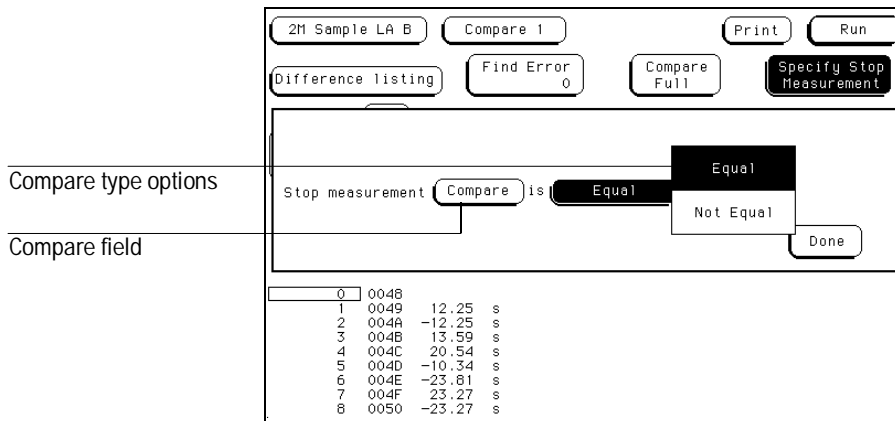 2M Sample LA B Compare 1 Print Run
Difference listing Find Error 0 Compare Full Specify Stop Measurement
Compare type options
Stop measurement Compare is Equal
Equal
Not Equal
Compare field
Done
0 0048
1 0049 12.25 s
2 004A -12.25 s
3 004B 13.59 s
4 004C 20.54 s
5 004D -10.34 s
6 004E -23.81 s
7 004F 23.27 s
8 0050 -23.27 s